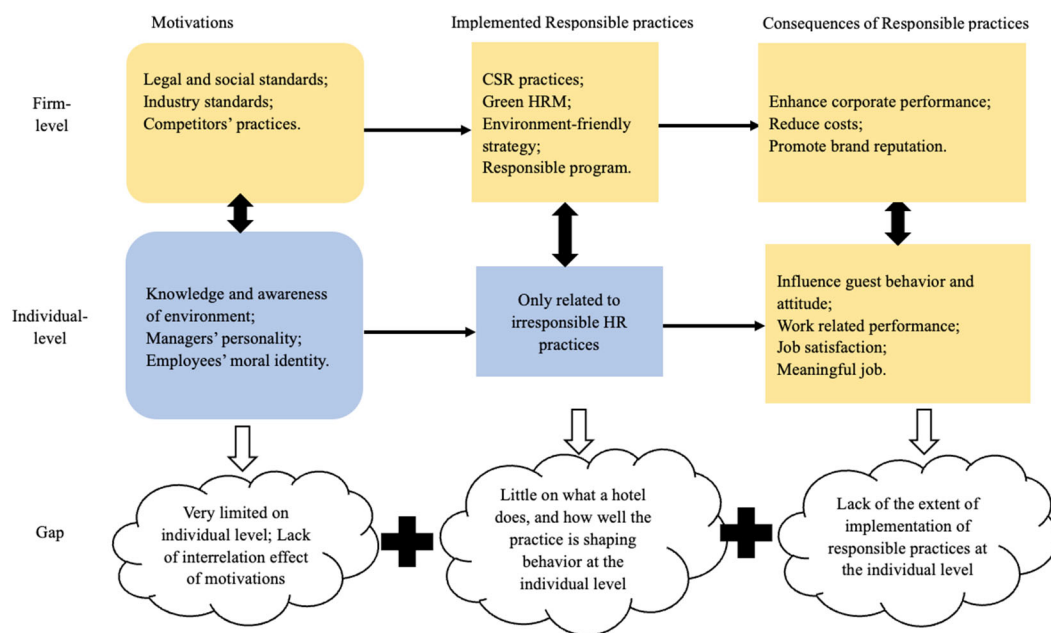 Motivations
Implemented Responsible practices
Consequences of Responsible practices
Firm-
level
Legal and social standards;
Industry standards;
Competitors' practices.
CSR practices;
Green HRM;
Environment-friendly
strategy;
Responsible program.
Enhance corporate performance;
Reduce costs;
Promote brand reputation.
Individual-
level
Knowledge and awareness
of environment;
Managers' personality;
Employees' moral identity.
Only related to
irresponsible HR
practices
Influence guest behavior and
attitude;
Work related performance;
Job satisfaction;
Meaningful job.
Gap
Very limited on
individual level; Lack
of interrelation effect
of motivations
Little on what a hotel
does, and how well the
practice is shaping
behavior at the
individual level
Lack of the extent of
implementation of
responsible practices at
the individual level